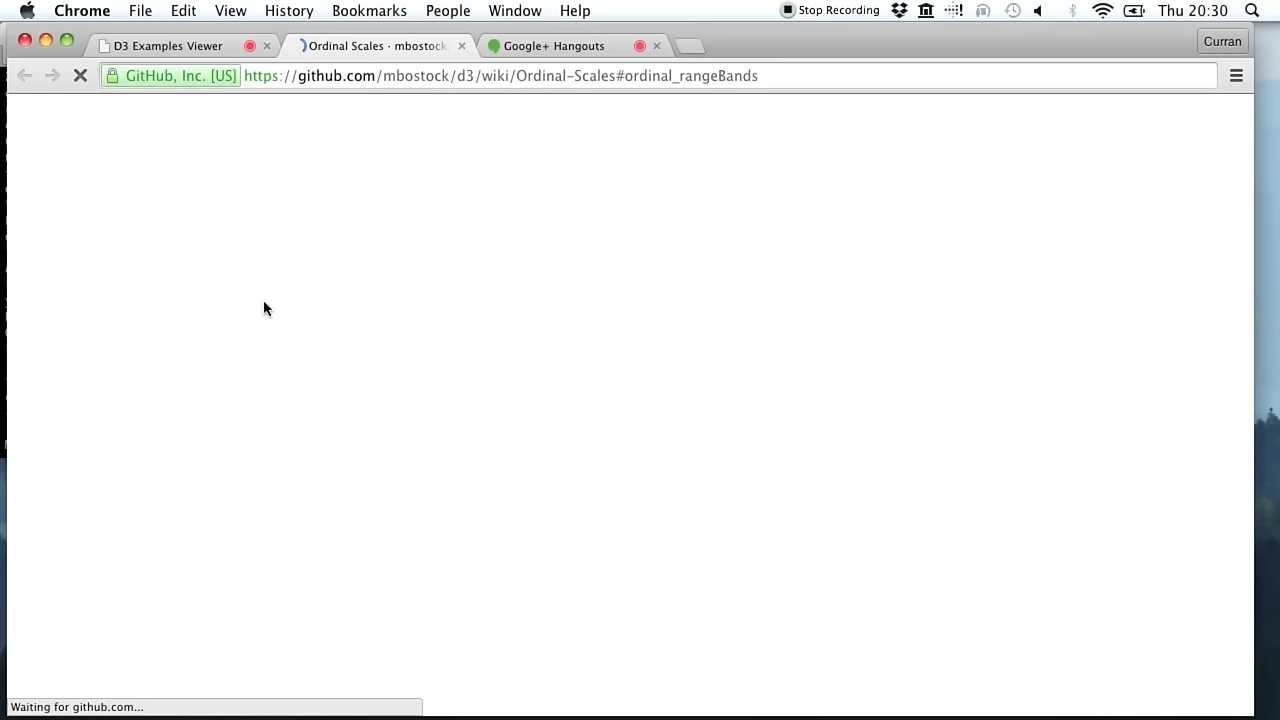 Chrome File Edit View History Bookmarks People Window Help Stop Recording Thu 20:30
D3 Examples Viewer Ordinal Scales · mbostock Google+ Hangouts Curran
GitHub, Inc. [US] https://github.com/mbostock/d3/wiki/Ordinal-Scales#ordinal_rangeBands
Waiting for github.com...